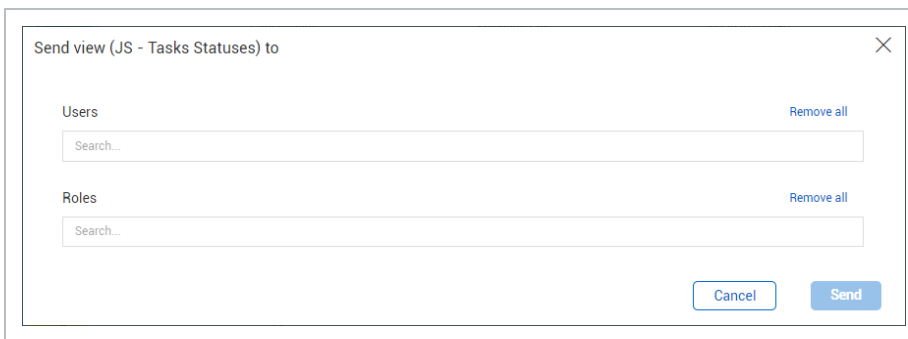 Send view (JS - Tasks Statuses) to
Users Remove all
Search...
Roles Remove all
Search...
Cancel Send